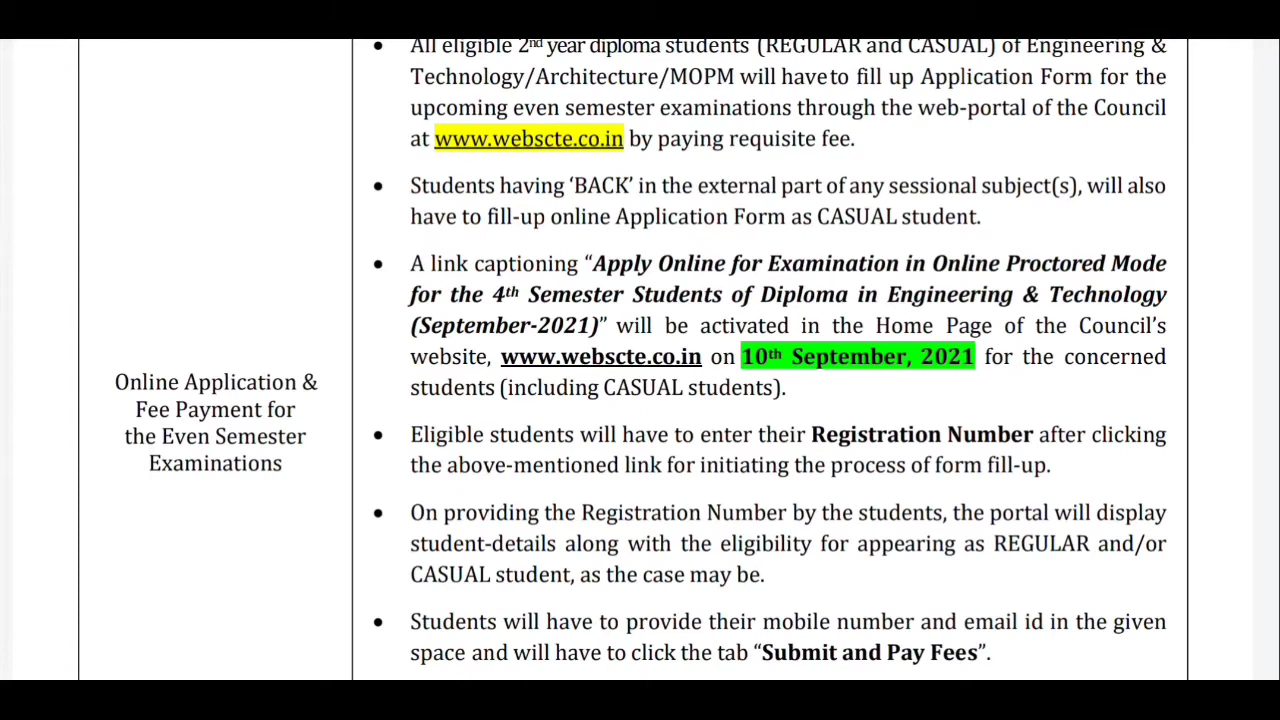 All eligible 2nd year diploma students (REGULAR and CASUAL) of Engineering &
Technology/Architecture/MOPM will have to fill up Application Form for the
upcoming even semester examinations through the web-portal of the Council
at www.webscte.co.in by paying requisite fee.
Students having ‘BACK’ in the external part of any sessional subject(s), will also
have to fill-up online Application Form as CASUAL student.
A link captioning “Apply Online for Examination in Online Proctored Mode
for the 4th Semester Students of Diploma in Engineering & Technology
(September-2021)” will be activated in the Home Page of the Council’s
website, www.webscte.co.in on 10th September, 2021 for the concerned
students (including CASUAL students).
Eligible students will have to enter their Registration Number after clicking
the above-mentioned link for initiating the process of form fill-up.
On providing the Registration Number by the students, the portal will display
student-details along with the eligibility for appearing as REGULAR and/or
CASUAL student, as the case may be.
Students will have to provide their mobile number and email id in the given
space and will have to click the tab “Submit and Pay Fees”.
Online Application &
Fee Payment for
the Even Semester
Examinations